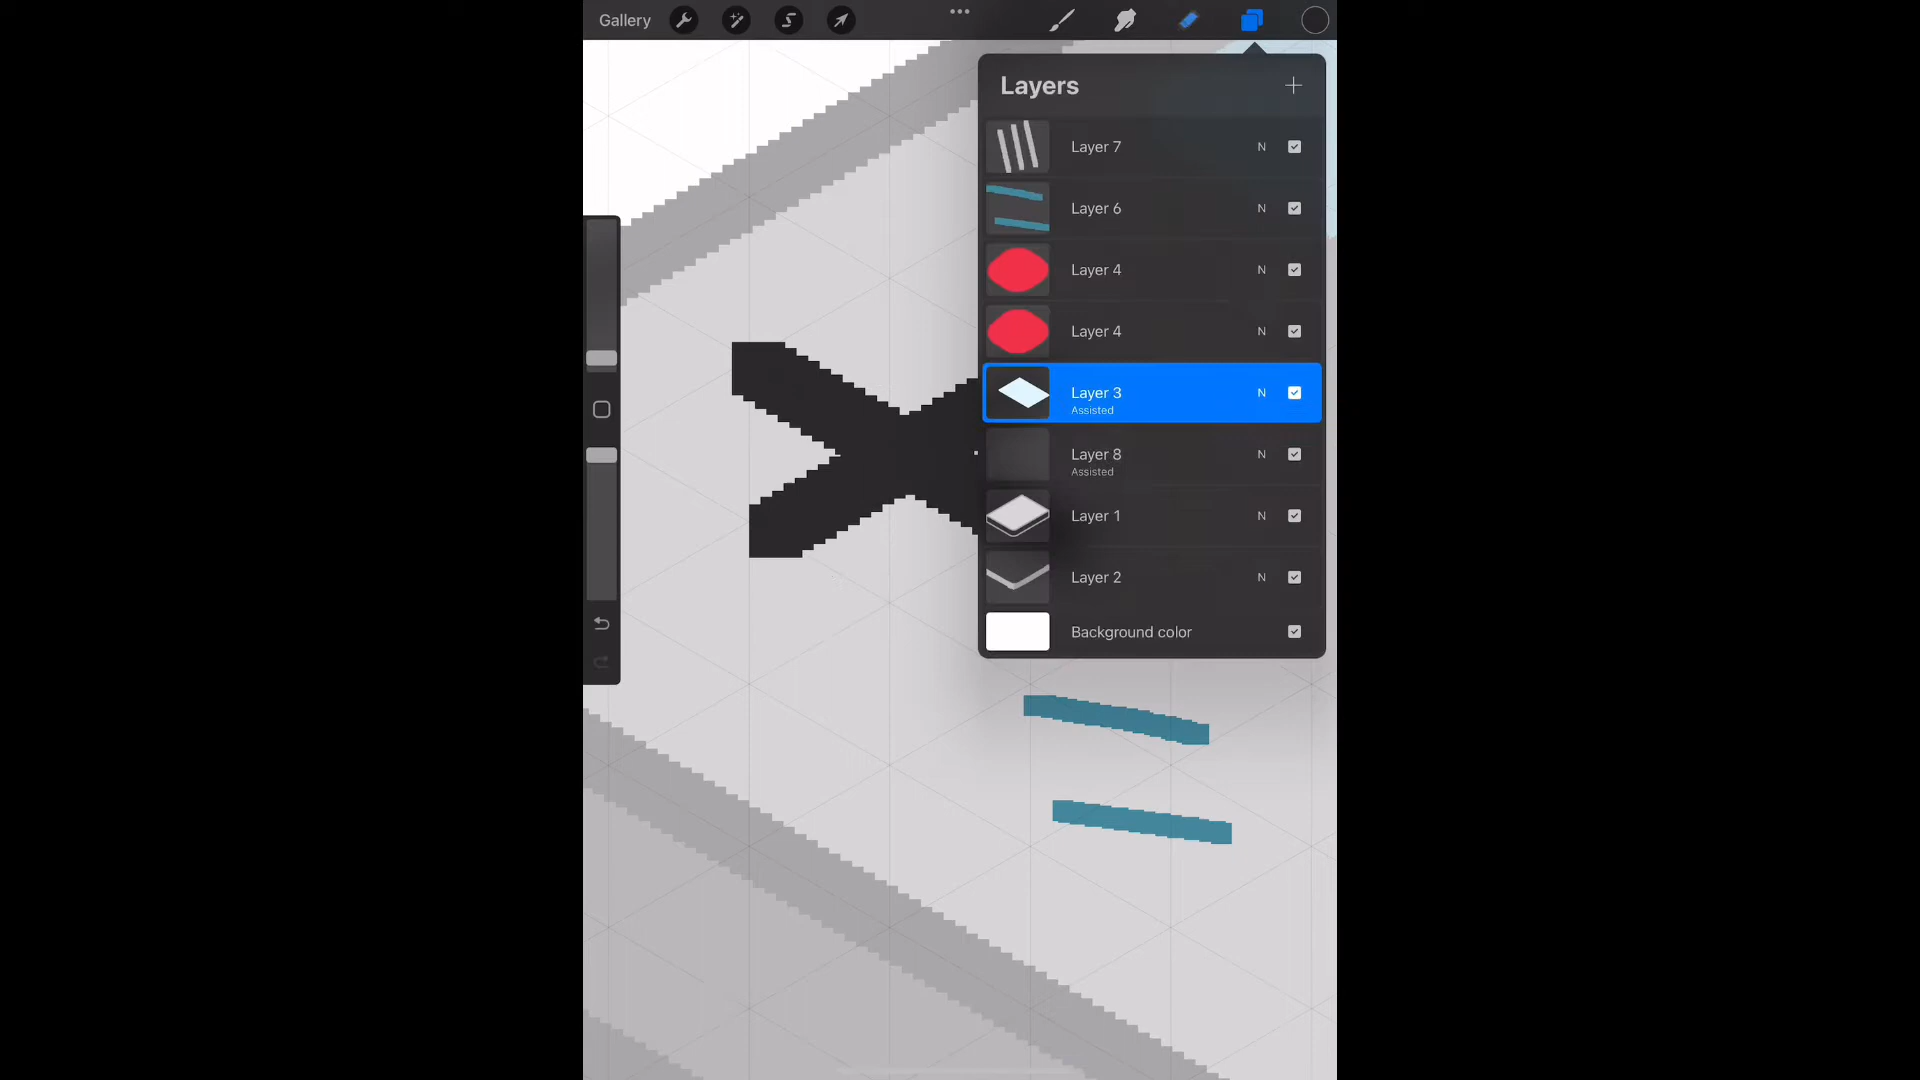 Gallery
Layers
Layer 7 N
Layer 6 N
Layer 4 N
Layer 4 N
Layer 3 N
Assisted
Layer 8 N
Assisted
Layer 1 N
Layer 2 N
Background color